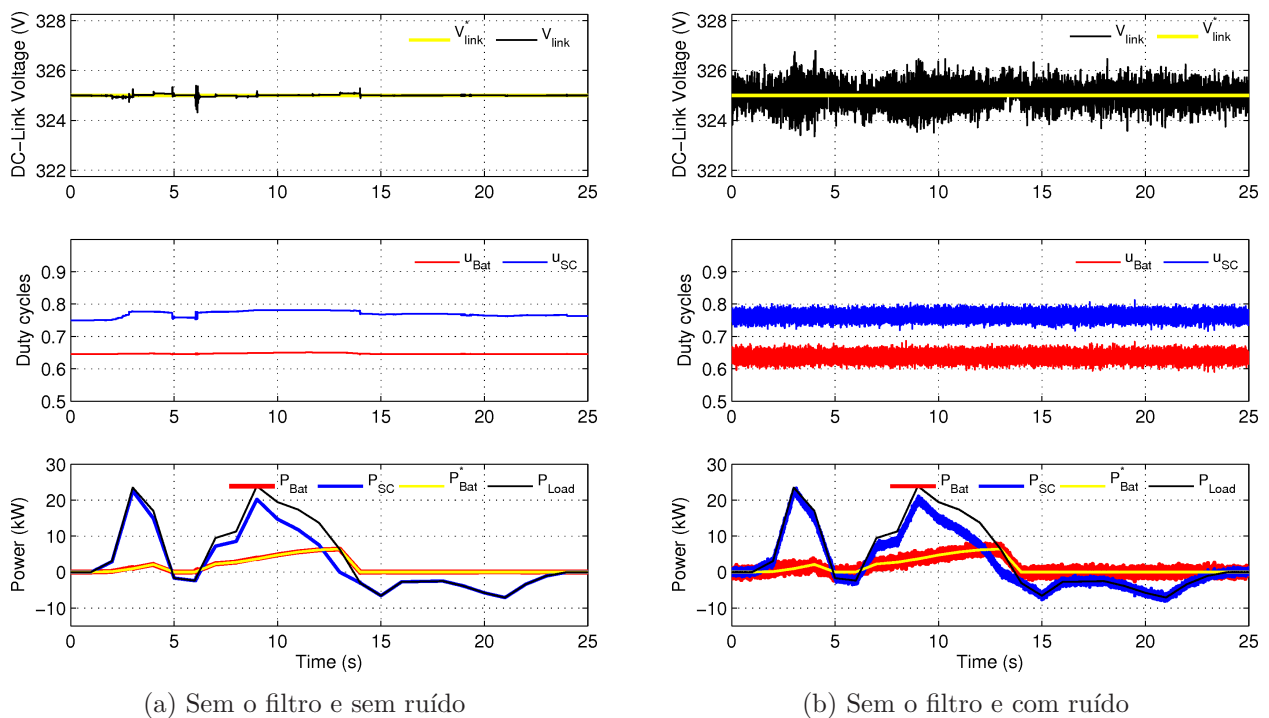 328
326
324
322
DC−Link Voltage (V)
V*link
Vlink
0 5 10 15 20 25
0.9
0.8
0.7
0.6
0.5
Duty cycles
uBat
uSC
0 5 10 15 20 25
30
20
10
0
−10
Power (kW)
PBat
PSC
P*Bat
PLoad
0 5 10 15 20 25
Time (s)
(a) Sem o filtro e sem ruído
328
326
324
322
DC−Link Voltage (V)
Vlink
V*link
0 5 10 15 20 25
0.9
0.8
0.7
0.6
0.5
Duty cycles
uBat
uSC
0 5 10 15 20 25
30
20
10
0
−10
Power (kW)
PBat
PSC
P*Bat
PLoad
0 5 10 15 20 25
Time (s)
(b) Sem o filtro e com ruído